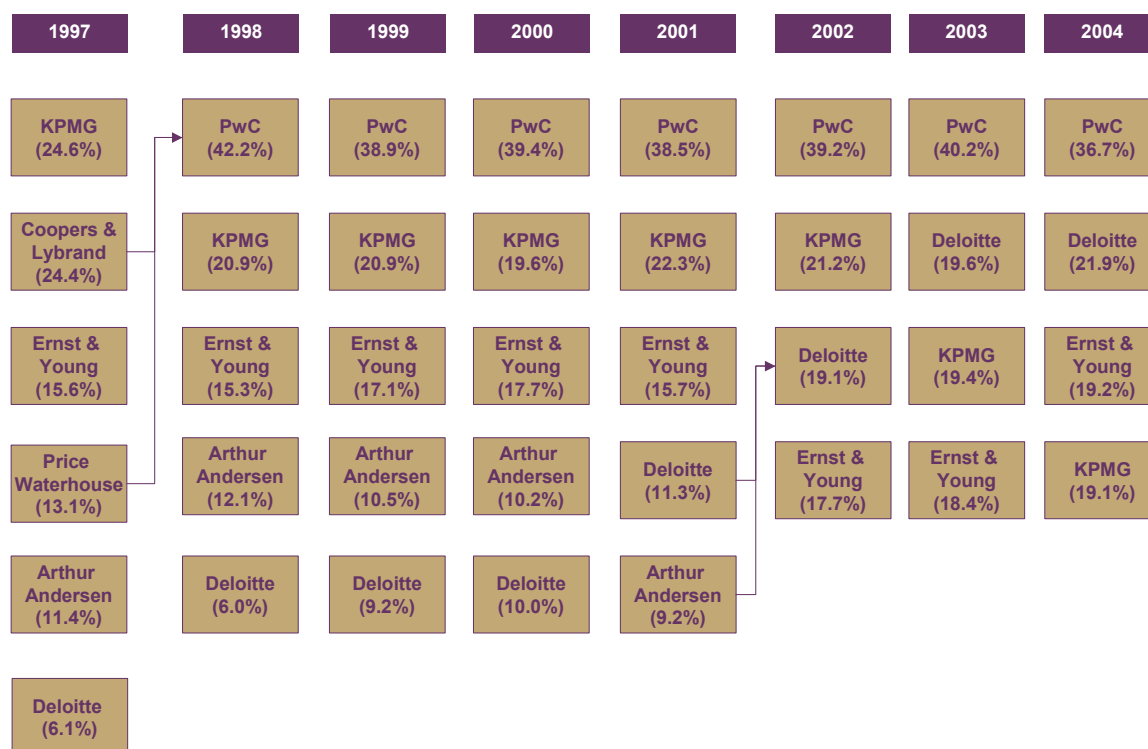 1997
1998
1999
2000
2001
2002
2003
2004
KPMG
(24.6%)
PwC
(42.2%)
PwC
(38.9%)
PwC
(39.4%)
PwC
(38.5%)
PwC
(39.2%)
PwC
(40.2%)
PwC
(36.7%)
Coopers &
Lybrand
(24.4%)
KPMG
(20.9%)
KPMG
(20.9%)
KPMG
(19.6%)
KPMG
(22.3%)
KPMG
(21.2%)
Deloitte
(19.6%)
Deloitte
(21.9%)
Ernst &
Young
(15.6%)
Ernst &
Young
(15.3%)
Ernst &
Young
(17.1%)
Ernst &
Young
(17.7%)
Ernst &
Young
(15.7%)
Deloitte
(19.1%)
KPMG
(19.4%)
Ernst &
Young
(19.2%)
Price
Waterhouse
(13.1%)
Arthur
Andersen
(12.1%)
Arthur
Andersen
(10.5%)
Arthur
Andersen
(10.2%)
Deloitte
(11.3%)
Ernst &
Young
(17.7%)
Ernst &
Young
(18.4%)
KPMG
(19.1%)
Arthur
Andersen
(11.4%)
Deloitte
(6.0%)
Deloitte
(9.2%)
Deloitte
(10.0%)
Arthur
Andersen
(9.2%)
Deloitte
(6.1%)